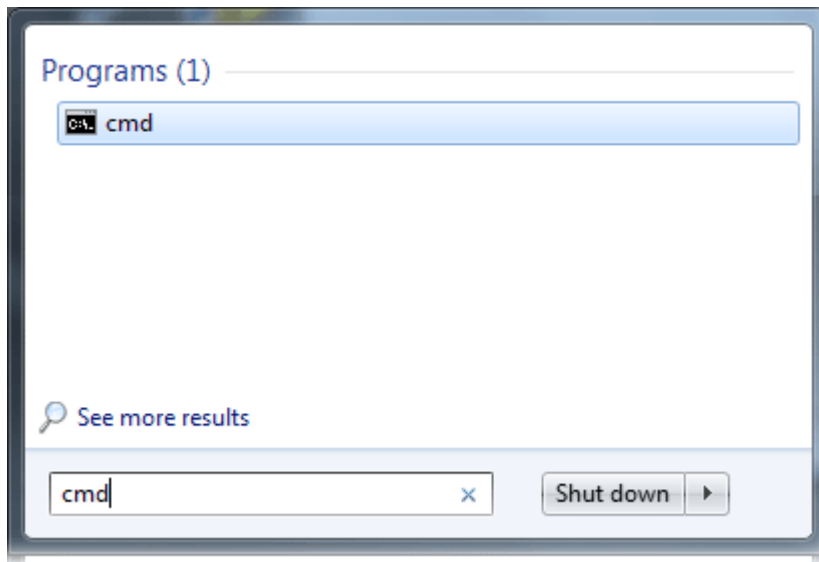 Programs (1)
C:\. cmd
See more results
cmd
Shut down